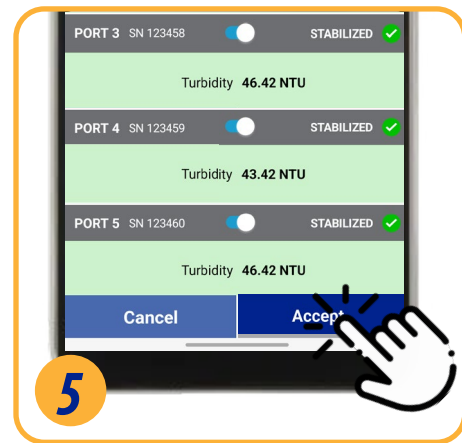 PORT 3 SN 123458 STABILIZED
Turbidity 46.42 NTU
PORT 4 SN 123459 STABILIZED
Turbidity 43.42 NTU
PORT 5 SN 123460 STABILIZED
Turbidity 46.42 NTU
Cancel Accept
5